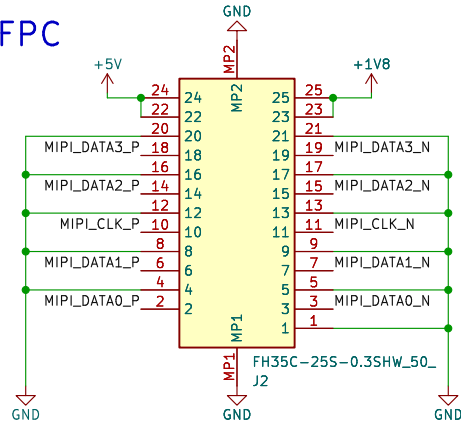 FPC
GND
MP2
MP2
+5V
+1V8
24 24 25 25
22 22 23 23
20 20 21 21
MIPI_DATA3_P 18 18 19 19 MIPI_DATA3_N
16 16 17 17
MIPI_DATA2_P 14 14 15 15 MIPI_DATA2_N
12 12 13 13
MIPI_CLK_P 10 10 11 11 MIPI_CLK_N
8 8 9 9
MIPI_DATA1_P 6 6 7 7 MIPI_DATA1_N
4 4 5 5
MIPI_DATA0_P 2 2 3 3 MIPI_DATA0_N
1 1
MP1
MP1
FH35C-25S-0.3SHW_50_
J2
GND GND GND